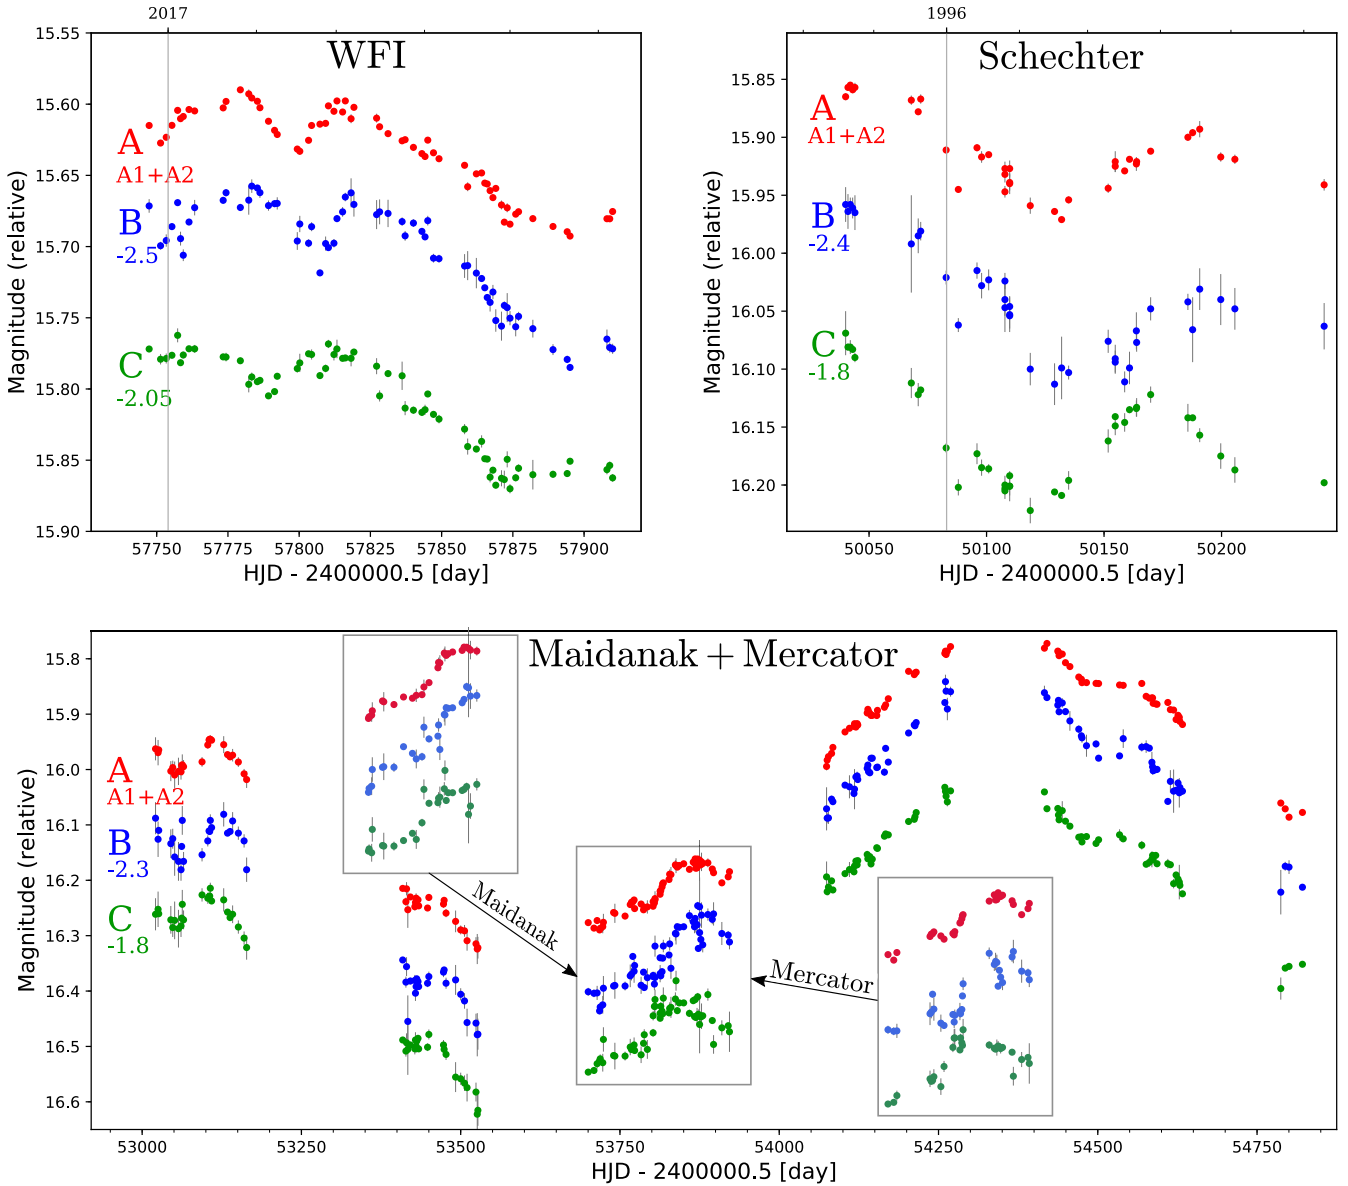 2017
WFI
15.55
15.60
15.65
15.70
15.75
15.80
15.85
15.90
Magnitude (relative)
A
A1+A2
B
-2.5
C
-2.05
57750
57775
57800
57825
57850
57875
57900
HJD - 2400000.5 [day]
1996
Schechter
15.85
15.90
15.95
16.00
16.05
16.10
16.15
16.20
Magnitude (relative)
A
A1+A2
B
-2.4
C
-1.8
50050
50100
50150
50200
HJD - 2400000.5 [day]
Maidanak + Mercator
15.8
15.9
16.0
16.1
16.2
16.3
16.4
16.5
16.6
Magnitude (relative)
A
A1+A2
B
-2.3
C
-1.8
Maidanak
Mercator
53000
53250
53500
53750
54000
54250
54500
54750
HJD - 2400000.5 [day]